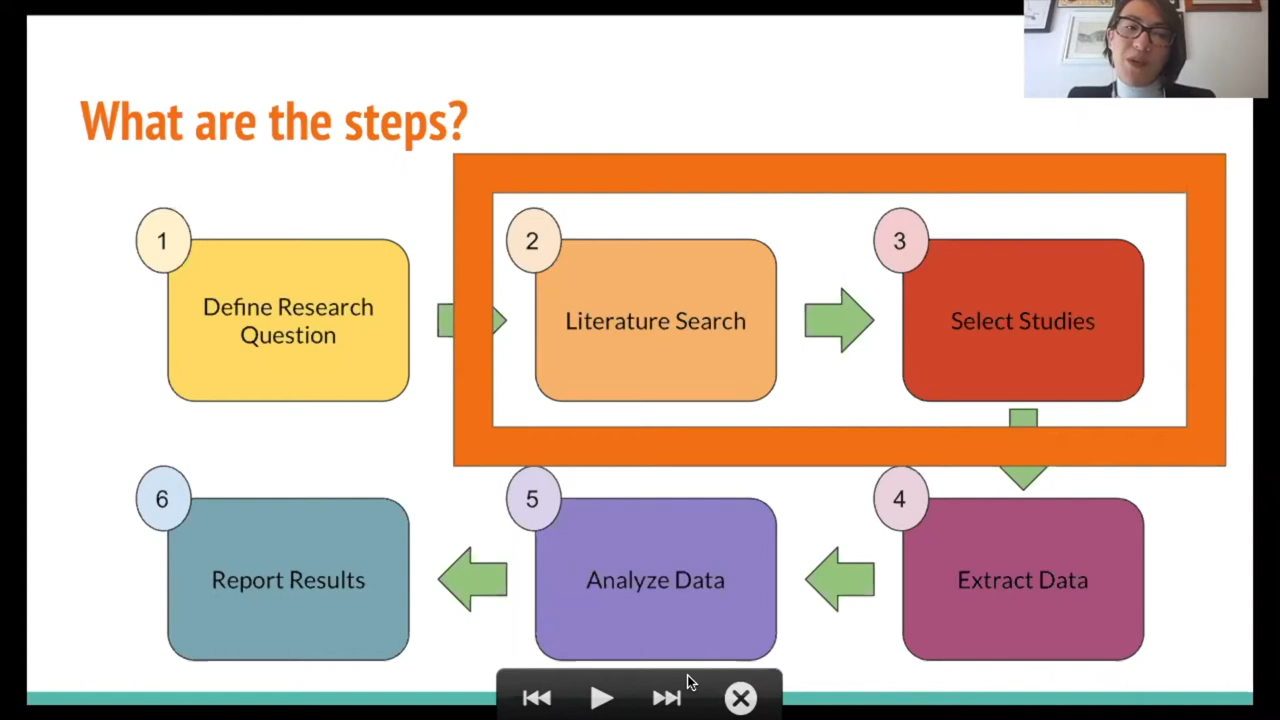 What are the steps?
1
Define Research
Question
2
Literature Search
3
Select Studies
4
Extract Data
5
Analyze Data
6
Report Results